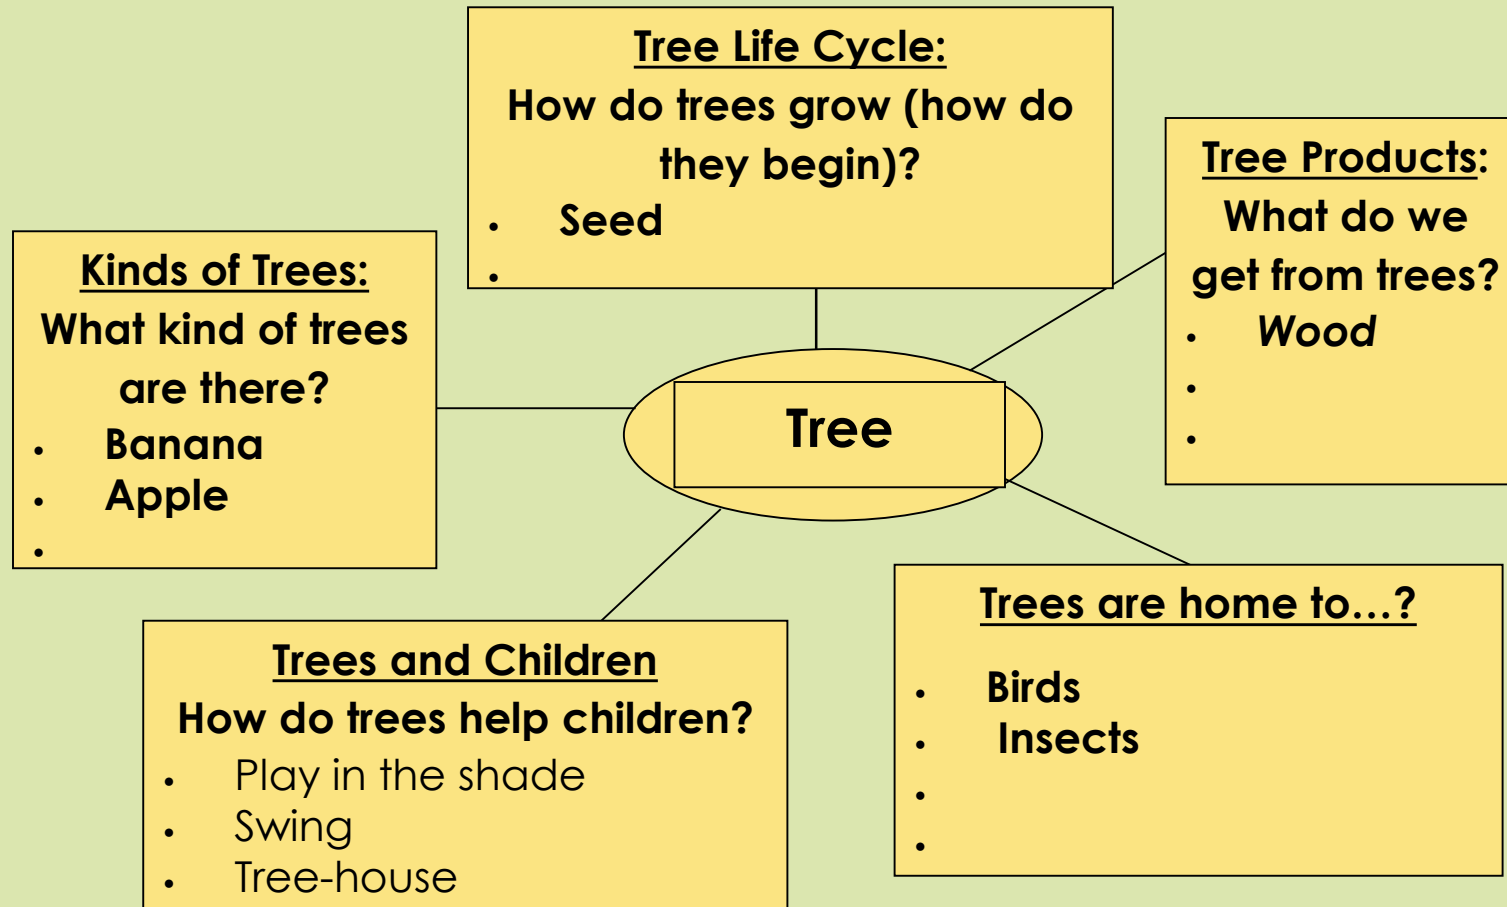 Tree Life Cycle:
How do trees grow (how do
they begin)?
• Seed
•
Tree Products:
What do we
get from trees?
• Wood
•
•
Kinds of Trees:
What kind of trees
are there?
• Banana
• Apple
•
Tree
Trees and Children
How do trees help children?
• Play in the shade
• Swing
• Tree-house
Trees are home to…?
• Birds
• Insects
•
•